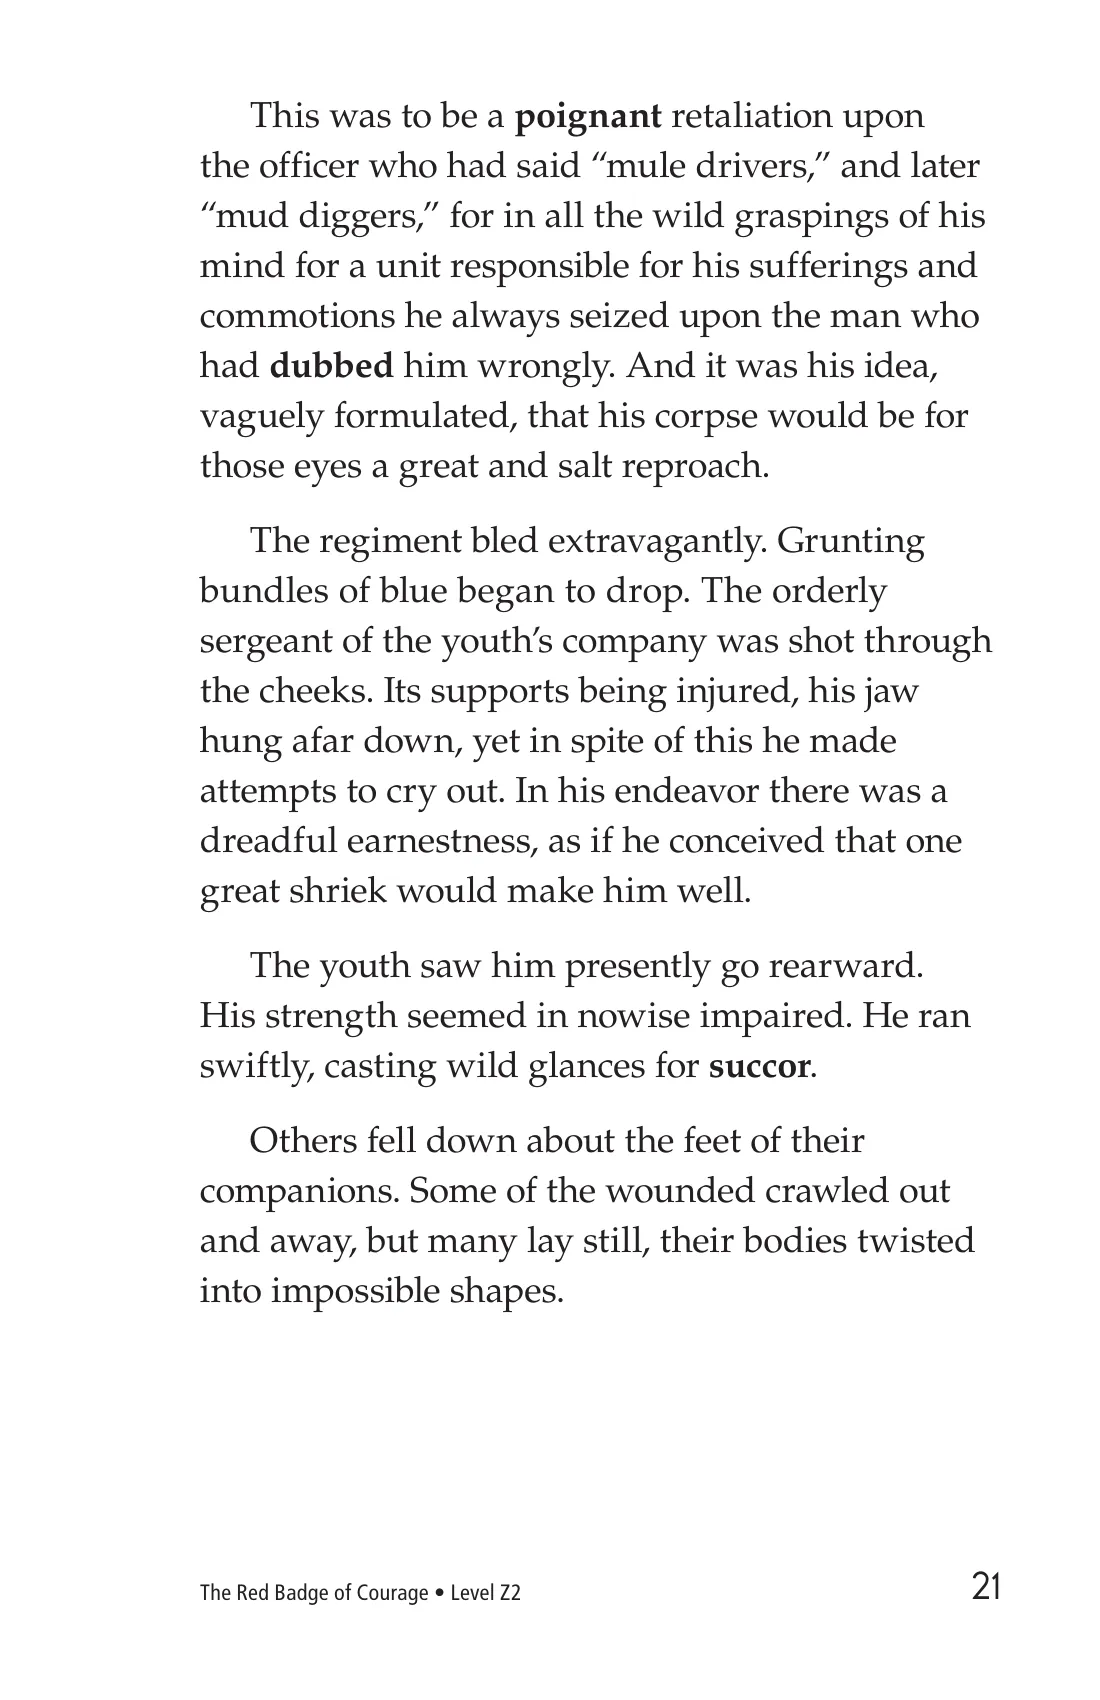 This was to be a poignant retaliation upon
the officer who had said “mule drivers,” and later
“mud diggers,” for in all the wild graspings of his
mind for a unit responsible for his sufferings and
commotions he always seized upon the man who
had dubbed him wrongly. And it was his idea,
vaguely formulated, that his corpse would be for
those eyes a great and salt reproach.
The regiment bled extravagantly. Grunting
bundles of blue began to drop. The orderly
sergeant of the youth’s company was shot through
the cheeks. Its supports being injured, his jaw
hung afar down, yet in spite of this he made
attempts to cry out. In his endeavor there was a
dreadful earnestness, as if he conceived that one
great shriek would make him well.
The youth saw him presently go rearward.
His strength seemed in nowise impaired. He ran
swiftly, casting wild glances for succor.
Others fell down about the feet of their
companions. Some of the wounded crawled out
and away, but many lay still, their bodies twisted
into impossible shapes.
The Red Badge of Courage • Level Z2 21